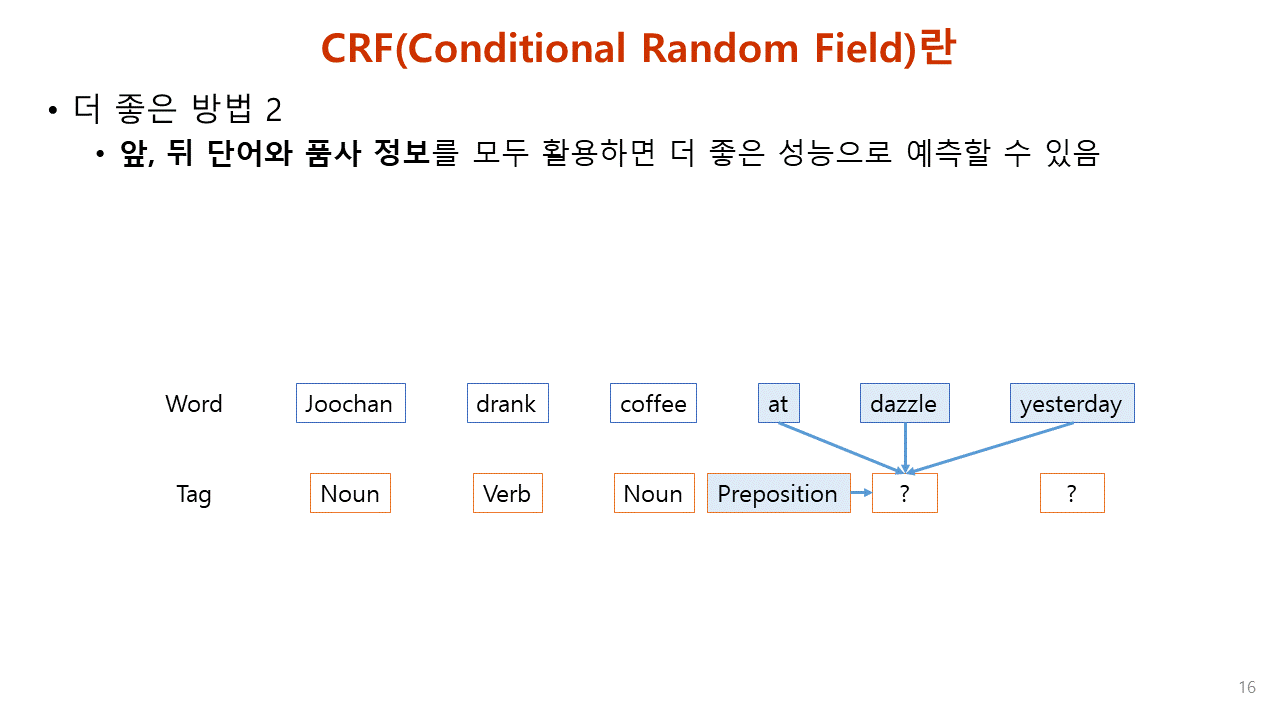 CRF(Conditional Random Field)란
• 더 좋은 방법 2
• 앞, 뒤 단어와 품사 정보를 모두 활용하면 더 좋은 성능으로 예측할 수 있음
Word Joochan drank coffee at dazzle yesterday
Tag Noun Verb Noun Preposition ? ?
16